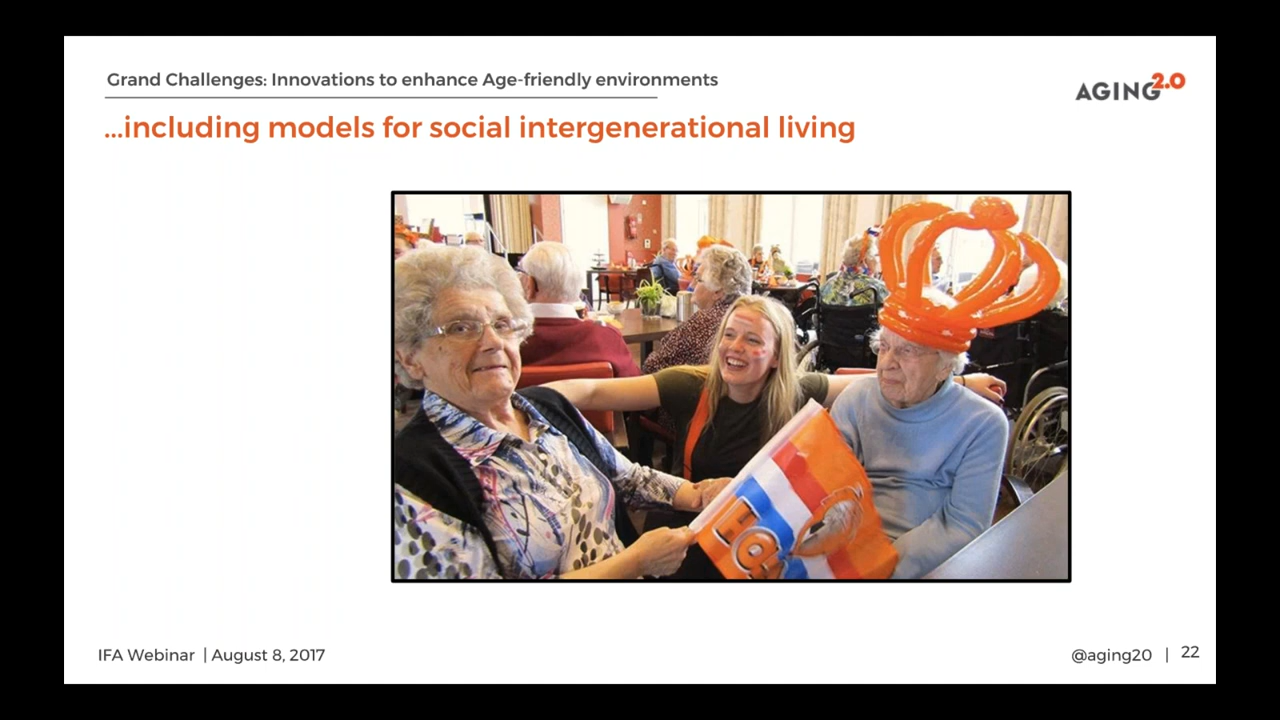 Grand Challenges: Innovations to enhance Age-friendly environments
AGING2.0
...including models for social intergenerational living
IFA Webinar | August 8, 2017
@aging20 | 22